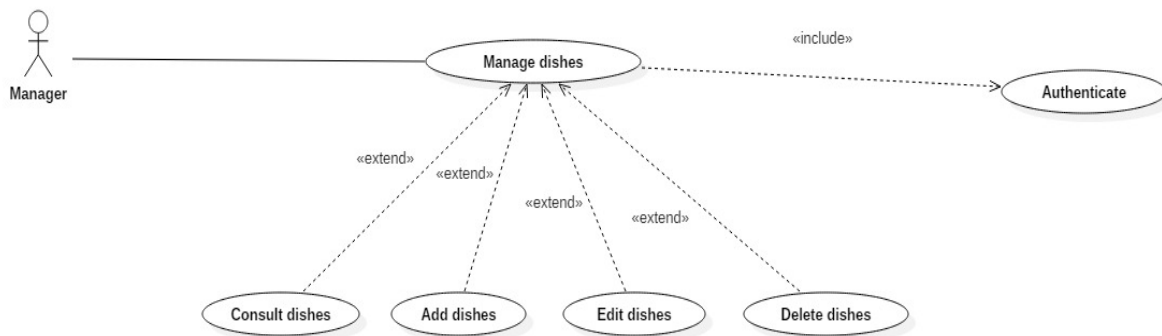 «include»
Manage dishes
Manager
Authenticate
«extend»
«extend»
«extend»
«extend»
Consult dishes
Add dishes
Edit dishes
Delete dishes